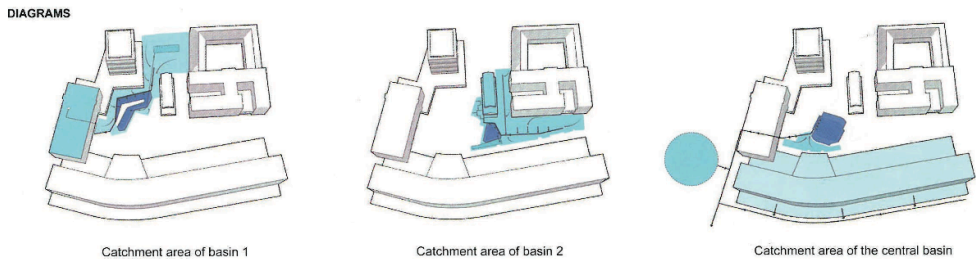 DIAGRAMS
Catchment area of basin 1
Catchment area of basin 2
Catchment area of the central basin